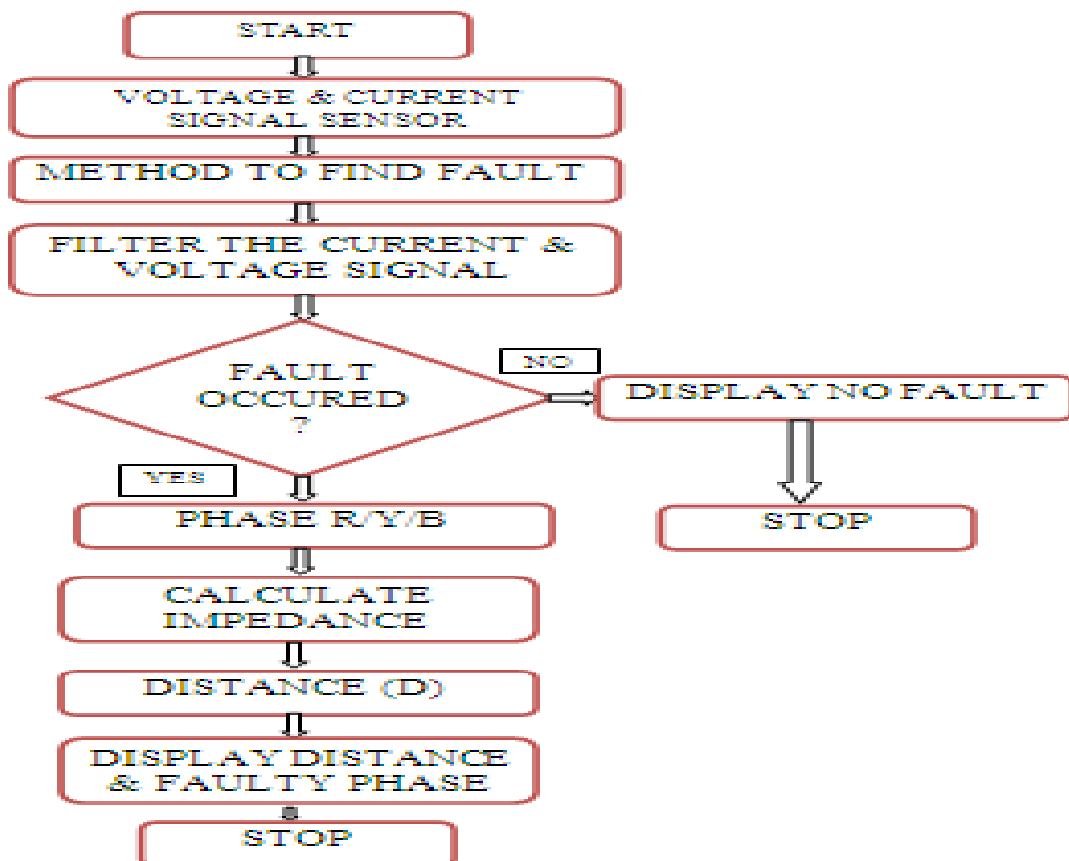 START
VOLTAGE & CURRENT
SIGNAL SENSOR
METHOD TO FIND FAULT
FILTER THE CURRENT &
VOLTAGE SIGNAL
FAULT
OCCURED
?
NO
DISPLAY NO FAULT
STOP
YES
PHASE R/Y/B
CALCULATE
IMPEDANCE
DISTANCE (D)
DISPLAY DISTANCE
& FAULTY PHASE
STOP